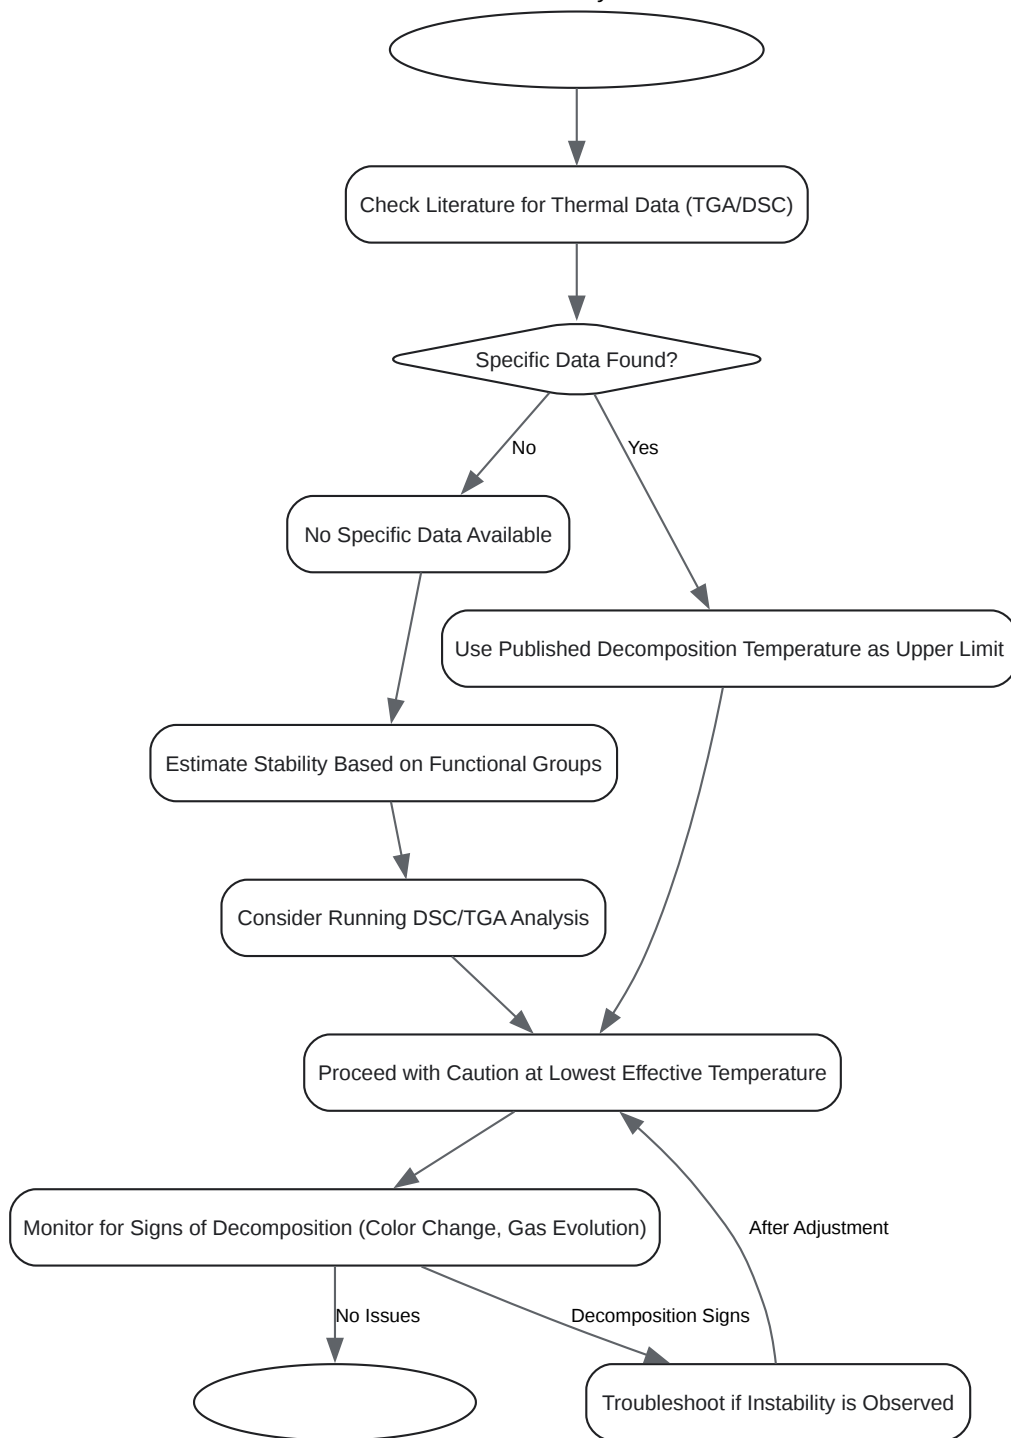 Check Literature for Thermal Data (TGA/DSC)
Specific Data Found?
No
Yes
No Specific Data Available
Use Published Decomposition Temperature as Upper Limit
Estimate Stability Based on Functional Groups
Consider Running DSC/TGA Analysis
Proceed with Caution at Lowest Effective Temperature
Monitor for Signs of Decomposition (Color Change, Gas Evolution)
After Adjustment
No Issues
Decomposition Signs
Troubleshoot if Instability is Observed